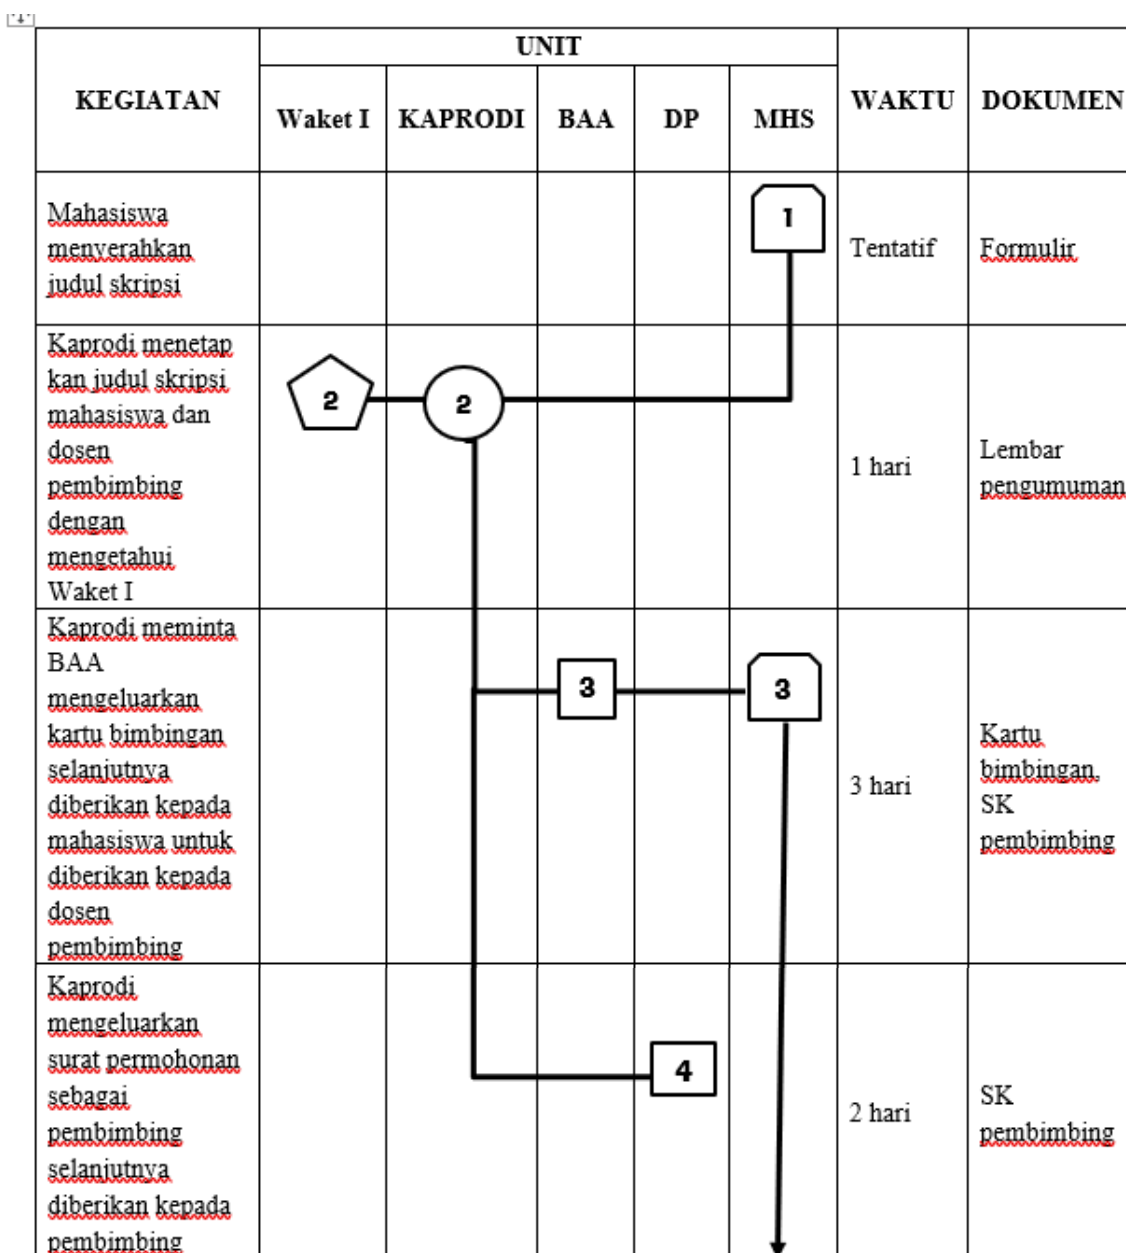 UNIT
KEGIATAN
WAKTU
DOKUMEN
Waket I
KAPRODI
BAA
DP
MHS
Mahasiswa
menyerahkan
judul skripsi
1
Tentatif
Formulir
Kaprodi menetap
kan judul skripsi
mahasiswa dan
dosen
pembimbing
dengan
mengetahui
Waket I
2
2
1 hari
Lembar
pengumuman
Kaprodi meminta
BAA
mengeluarkan
kartu bimbingan
selanjutnya
diberikan kepada
mahasiswa untuk
diberikan kepada
dosen
pembimbing
3
3
3 hari
Kartu
bimbingan,
SK
pembimbing
Kaprodi
mengeluarkan
surat permohonan
sebagai
pembimbing
selanjutnya
diberikan kepada
pembimbing
4
2 hari
SK
pembimbing